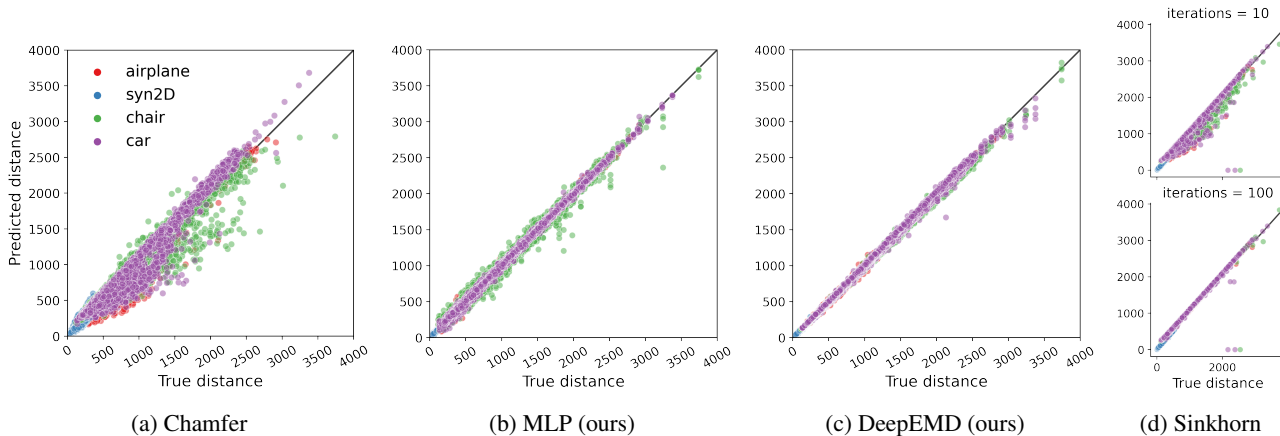 4000
3500
3000
2500
2000
1500
1000
500
0
Predicted distance
airplane
syn2D
chair
car
0 500 1000 1500 2000 2500 3000 3500 4000
True distance
(a) Chamfer
4000
3500
3000
2500
2000
1500
1000
500
0
0 500 1000 1500 2000 2500 3000 3500 4000
True distance
(b) MLP (ours)
4000
3500
3000
2500
2000
1500
1000
500
0
0 500 1000 1500 2000 2500 3000 3500 4000
True distance
(c) DeepEMD (ours)
iterations = 10
4000
3000
2000
1000
0
iterations = 100
4000
3000
2000
1000
0
0 2000
True distance
(d) Sinkhorn